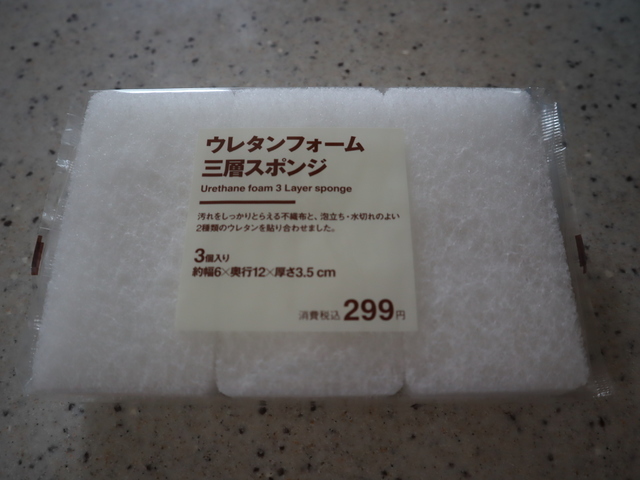 ウレタンフォーム
三層スポンジ
Urethane foam 3 Layer sponge
汚れをしっかりとらえる不織布と、泡立ち・水切れのよい
2種類のウレタンを貼り合わせました。
3個入り
約幅6×奥行12×厚さ3.5 cm
消費税込299円